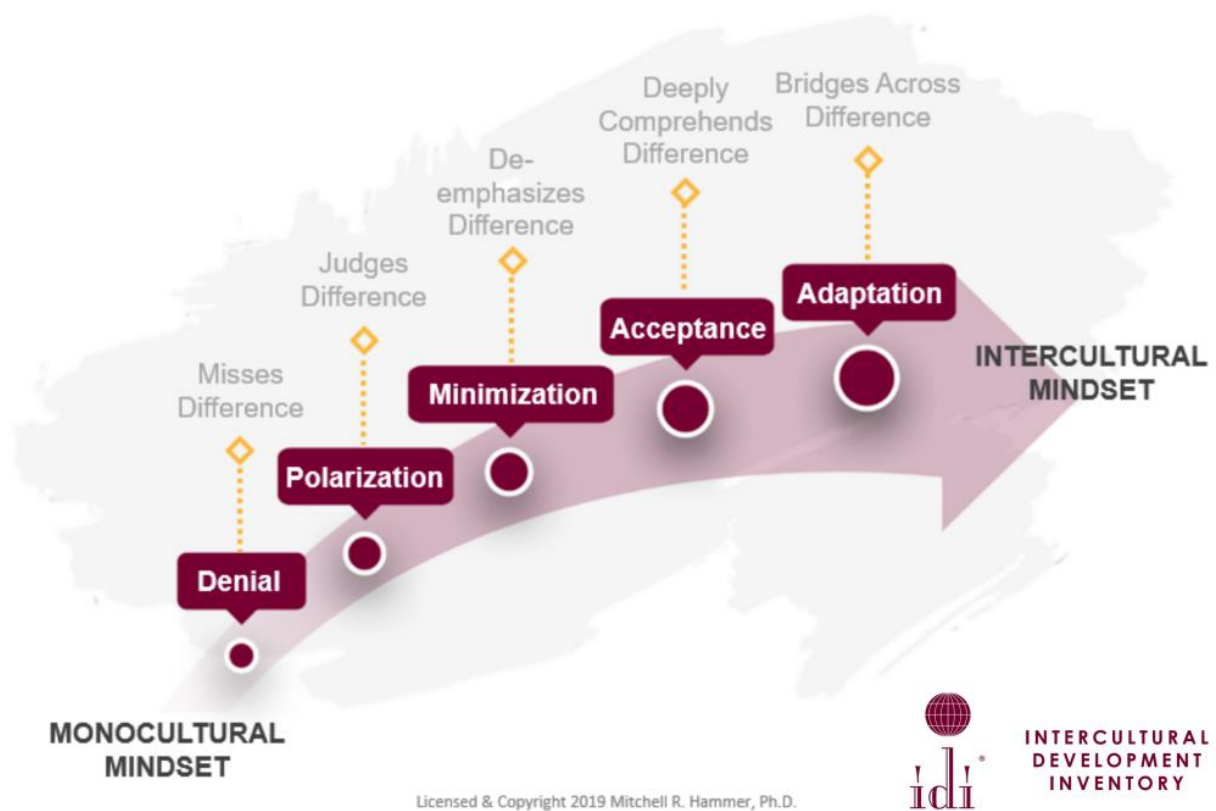 Bridges Across
Difference
Deeply
Comprehends
Difference
De-
emphasizes
Difference
Judges
Difference
Misses
Difference
Adaptation
Acceptance
Minimization
Polarization
Denial
INTERCULTURAL
MINDSET
MONOCULTURAL
MINDSET
idi®
INTERCULTURAL
DEVELOPMENT
INVENTORY
Licensed & Copyright 2019 Mitchell R. Hammer, Ph.D.